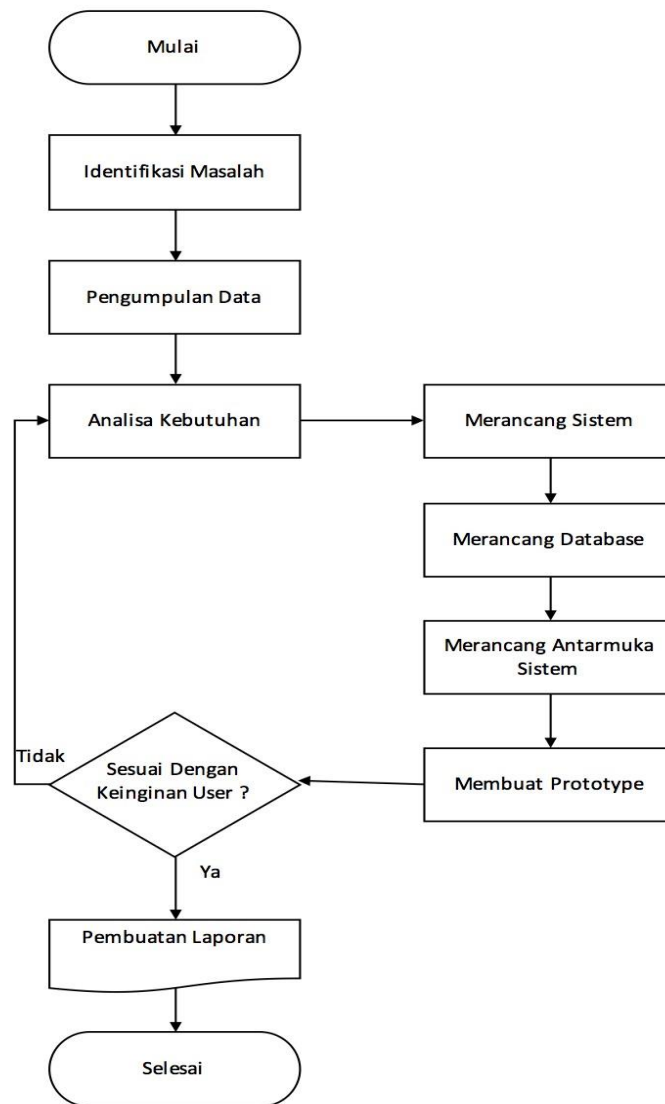 Mulai
Identifikasi Masalah
Pengumpulan Data
Analisa Kebutuhan
Merancang Sistem
Merancang Database
Merancang Antarmuka
Sistem
Membuat Prototype
Sesuai Dengan
Keinginan User ?
Tidak
Ya
Pembuatan Laporan
Selesai